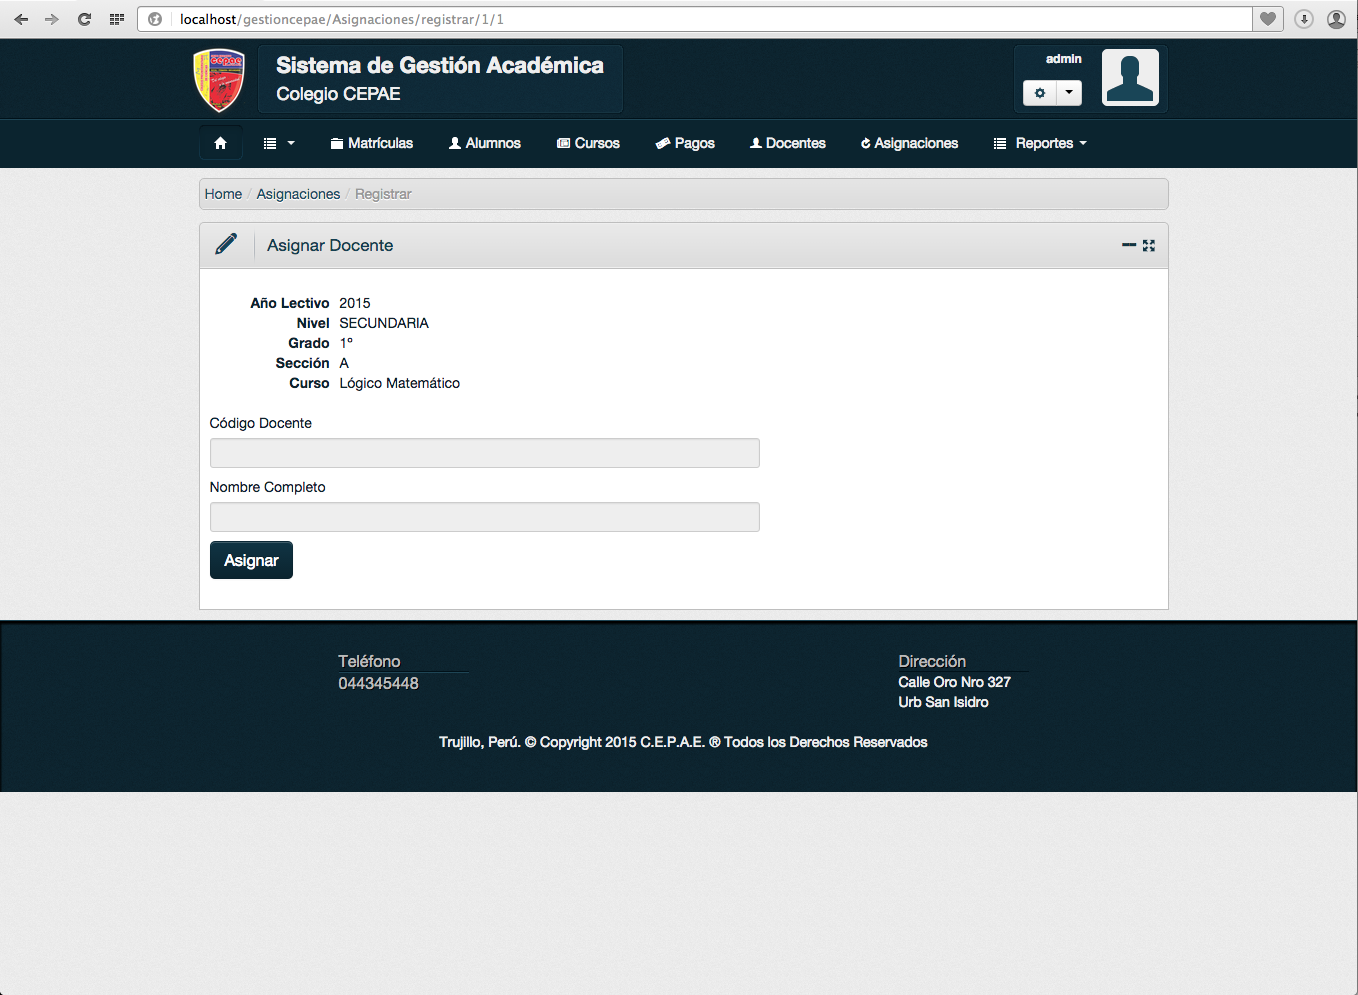 localhost/gestioncepae/Asignaciones/registrar/1/1
cepae
Sistema de Gestión Académica
Colegio CEPAE
admin
Matrículas Alumnos Cursos Pagos Docentes Asignaciones Reportes
Home / Asignaciones / Registrar
Asignar Docente
Año Lectivo 2015
Nivel SECUNDARIA
Grado 1º
Sección A
Curso Lógico Matemático
Código Docente
Nombre Completo
Asignar
Teléfono
044345448
Dirección
Calle Oro Nro 327
Urb San Isidro
Trujillo, Perú. © Copyright 2015 C.E.P.A.E. ® Todos los Derechos Reservados